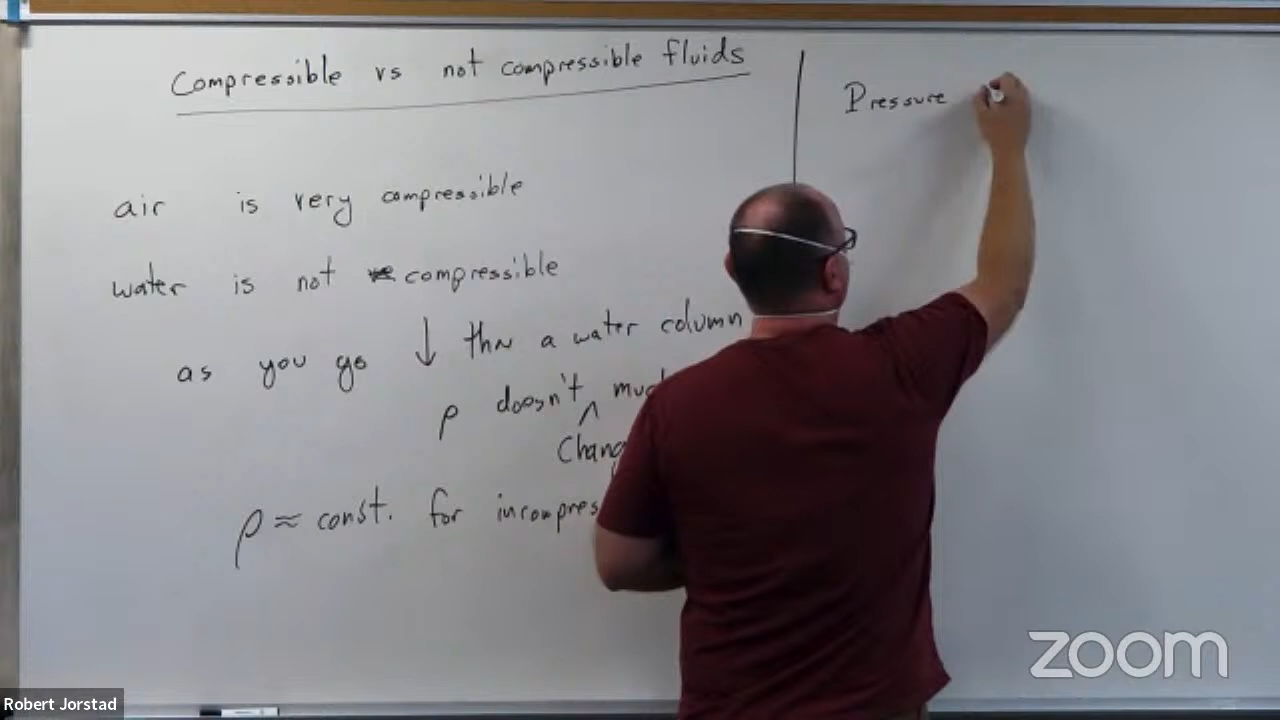 Compressible vs not compressible fluids
air is very compressible
water is not compressible
as you go ↓ thru a water column
ρ doesn't ^ much
Chang
ρ ≈ const. for incompres
Pressure
zoom
Robert Jorstad